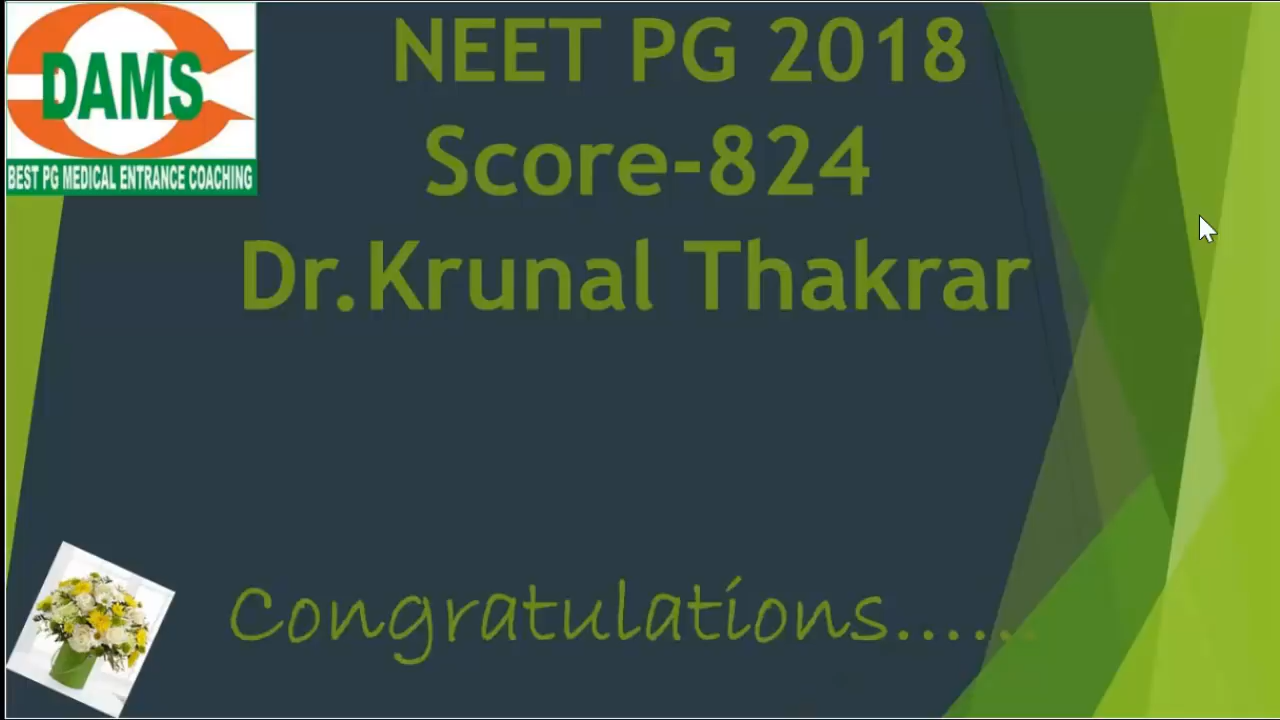 DAMS
BEST PG MEDICAL ENTRANCE COACHING
NEET PG 2018
Score-824
Dr.Krunal Thakrar
Congratulations......